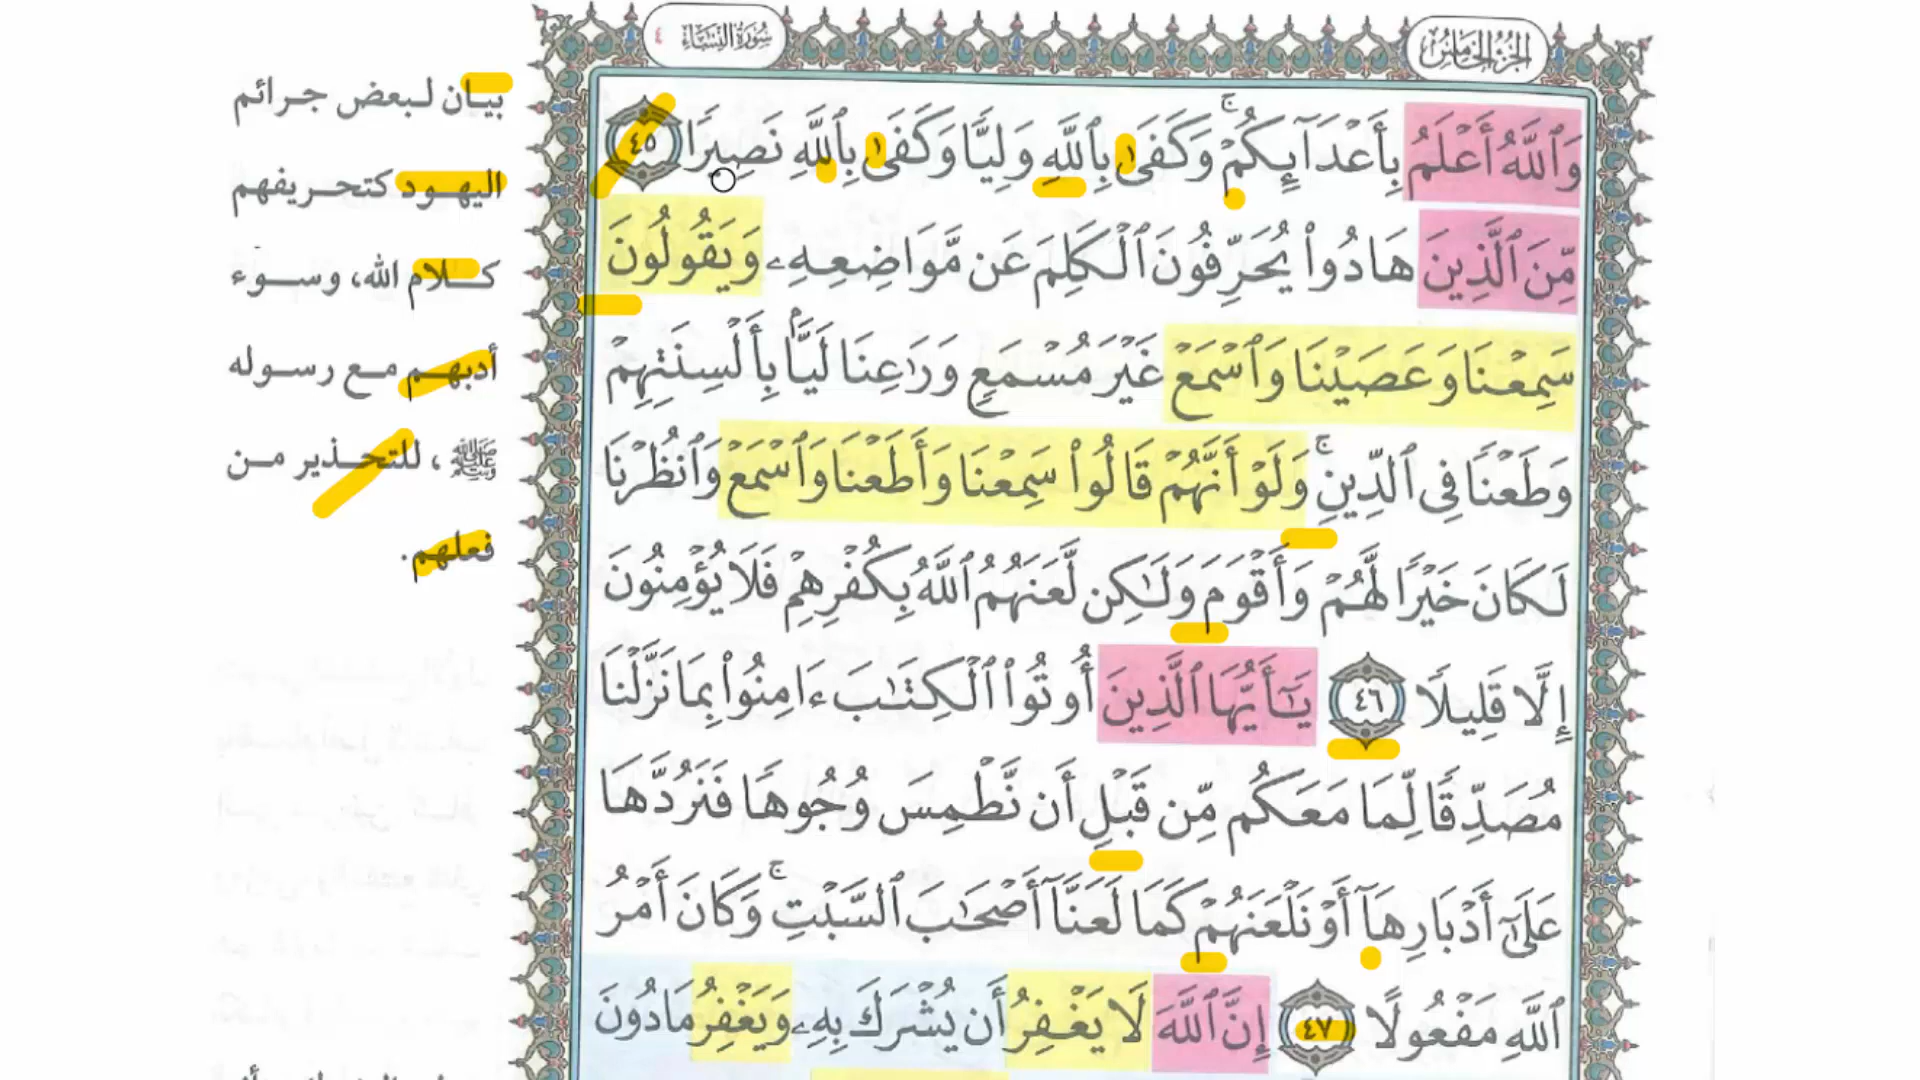 الجزء الخامس
سورة النساء ٤
وَٱللَّهُ أَعْلَمُ بِأَعْدَآئِكُمْ ۚ وَكَفَىٰ بِٱللَّهِ وَلِيًّا وَكَفَىٰ بِٱللَّهِ نَصِيرًا ٤٥
مِّنَ ٱلَّذِينَ هَادُوا۟ يُحَرِّفُونَ ٱلْكَلِمَ عَن مَّوَاضِعِهِۦ وَيَقُولُونَ
سَمِعْنَا وَعَصَيْنَا وَٱسْمَعْ غَيْرَ مُسْمَعٍ وَرَٰعِنَا لَيًّۢا بِأَلْسِنَتِهِمْ
وَطَعْنًا فِى ٱلدِّينِ ۚ وَلَوْ أَنَّهُمْ قَالُوا۟ سَمِعْنَا وَأَطَعْنَا وَٱسْمَعْ وَٱنظُرْنَا
لَكَانَ خَيْرًا لَّهُمْ وَأَقْوَمَ وَلَـٰكِن لَّعَنَهُمُ ٱللَّهُ بِكُفْرِهِمْ فَلَا يُؤْمِنُونَ
إِلَّا قَلِيلًا ٤٦ يَـٰٓأَيُّهَا ٱلَّذِينَ أُوتُوا۟ ٱلْكِتَـٰبَ ءَامِنُوا۟ بِمَا نَزَّلْنَا
مُصَدِّقًا لِّمَا مَعَكُم مِّن قَبْلِ أَن نَّطْمِسَ وُجُوهًا فَنَرُدَّهَا
عَلَىٰٓ أَدْبَارِهَآ أَوْ نَلْعَنَهُمْ كَمَا لَعَنَّآ أَصْحَـٰبَ ٱلسَّبْتِ ۚ وَكَانَ أَمْرُ
ٱللَّهِ مَفْعُولًا ٤٧ إِنَّ ٱللَّهَ لَا يَغْفِرُ أَن يُشْرَكَ بِهِۦ وَيَغْفِرُ مَا دُونَ
بيان لبعض جرائم
اليهود كتحريفهم
كلام الله، وسوء
أدبهم مع رسوله
ﷺ، للتحذير من
فعلهم.